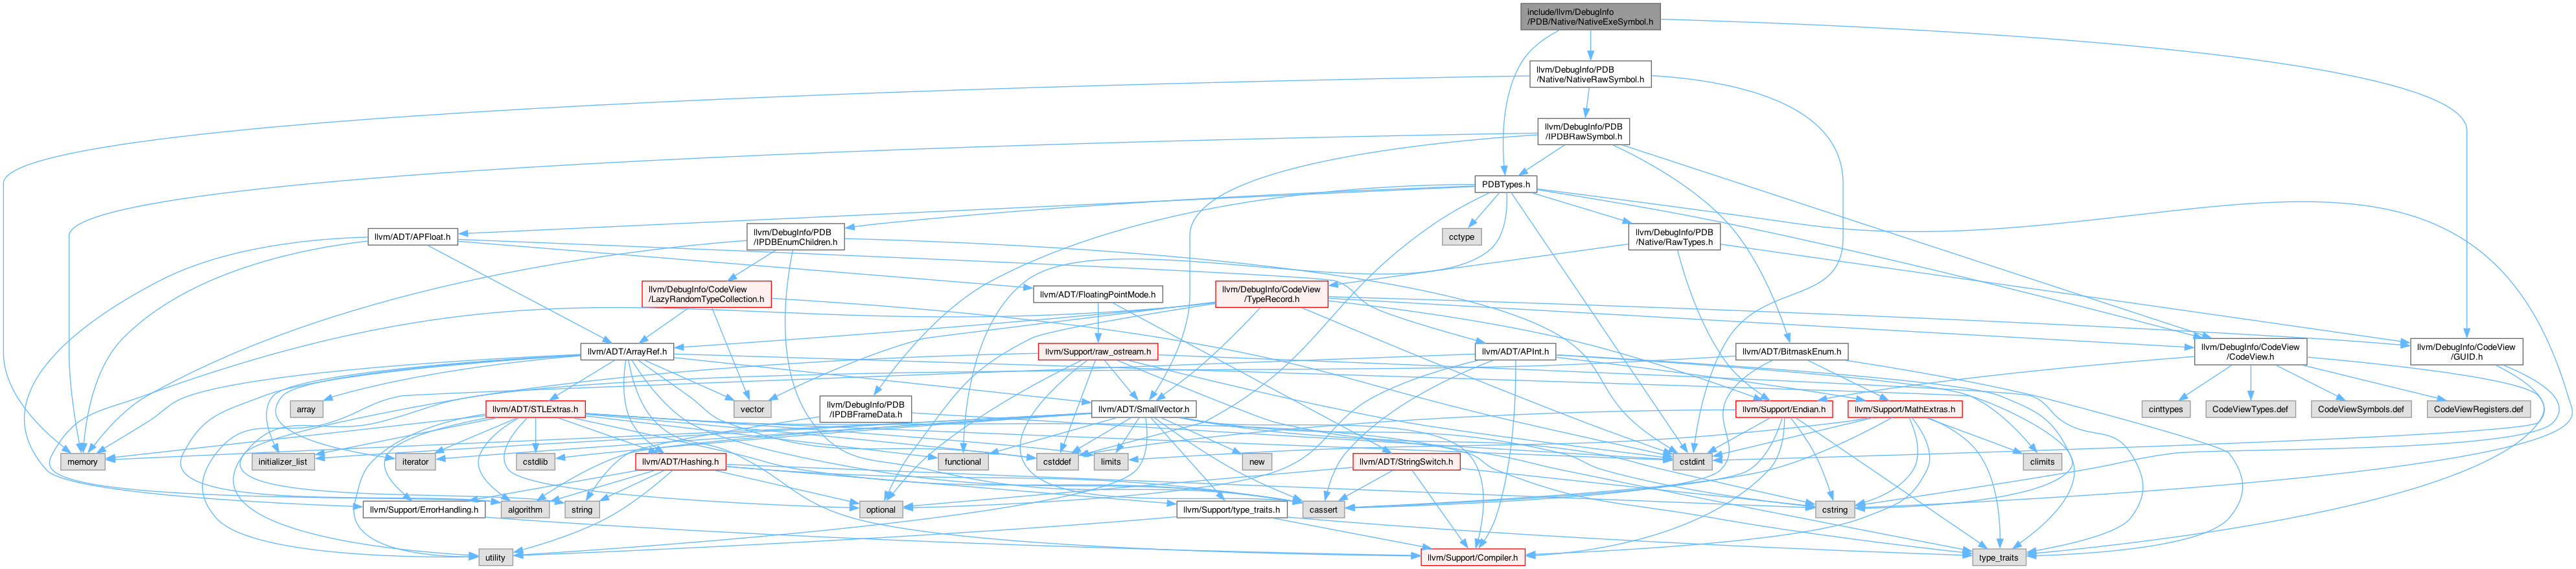 include/llvm/DebugInfo
/PDB/Native/NativeExeSymbol.h
llvm/DebugInfo/PDB
/Native/NativeRawSymbol.h
llvm/DebugInfo/PDB
/IPDBRawSymbol.h
PDBTypes.h
llvm/ADT/APFloat.h
llvm/DebugInfo/PDB
/IPDBEnumChildren.h
cctype
llvm/DebugInfo/PDB
/Native/RawTypes.h
llvm/DebugInfo/CodeView
/LazyRandomTypeCollection.h
llvm/ADT/FloatingPointMode.h
llvm/DebugInfo/CodeView
/TypeRecord.h
llvm/ADT/ArrayRef.h
llvm/Support/raw_ostream.h
llvm/ADT/APInt.h
llvm/ADT/BitmaskEnum.h
llvm/DebugInfo/CodeView
/CodeView.h
llvm/DebugInfo/CodeView
/GUID.h
array
llvm/ADT/STLExtras.h
vector
llvm/DebugInfo/PDB
/IPDBFrameData.h
llvm/ADT/SmallVector.h
llvm/Support/Endian.h
llvm/Support/MathExtras.h
cinttypes
CodeViewTypes.def
CodeViewSymbols.def
CodeViewRegisters.def
memory
initializer_list
iterator
cstdlib
llvm/ADT/Hashing.h
functional
cstddef
limits
new
llvm/ADT/StringSwitch.h
cstdint
climits
llvm/Support/ErrorHandling.h
algorithm
string
optional
llvm/Support/type_traits.h
cassert
cstring
utility
llvm/Support/Compiler.h
type_traits